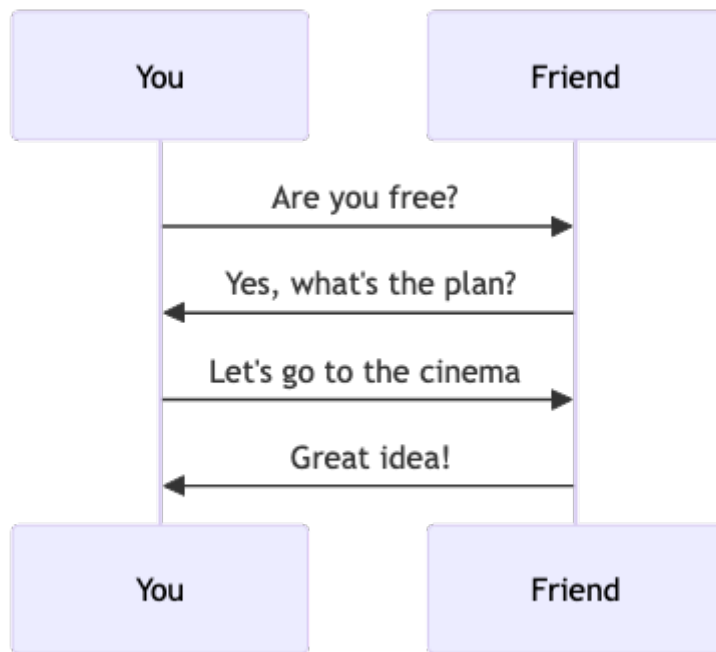 You
Friend
Are you free?
Yes, what's the plan?
Let's go to the cinema
Great idea!
You
Friend